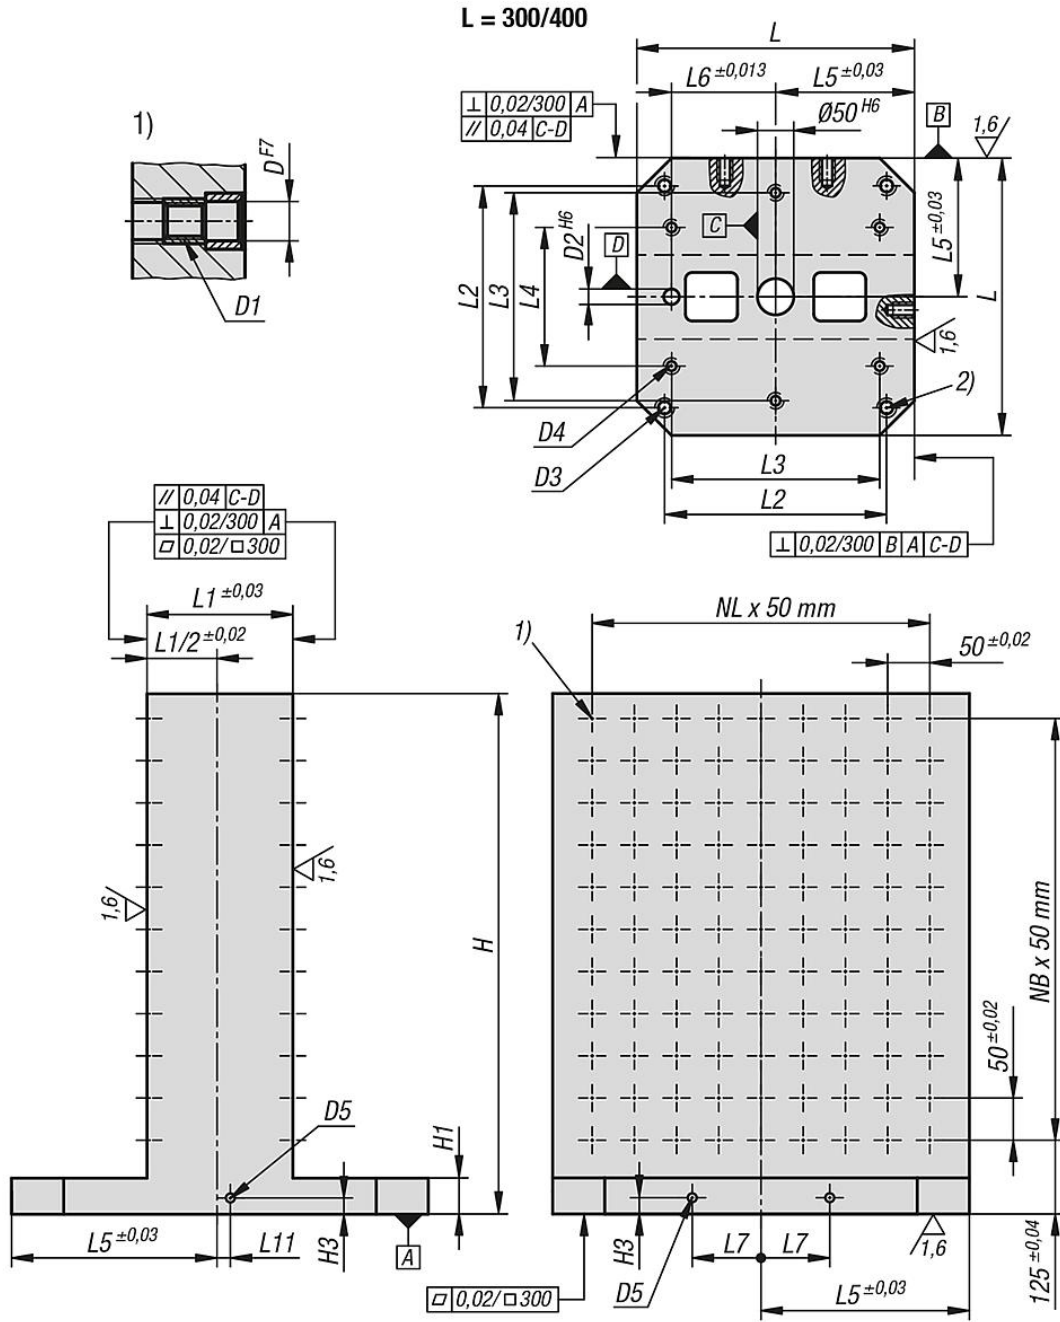 L = 300/400
L
L6 ±0,013
L5 ±0,03
⊥ 0,02/300 A
// 0,04 C-D
Ø50 H6
B
1,6
1)
D F7
D1
L2
L3
L4
D2 H6
D
C
L5 ±0,03
L
1,6
2)
D4
D3
L3
L2
⊥ 0,02/300 B A C-D
// 0,04 C-D
⊥ 0,02/300 A
⏥ 0,02/□300
L1 ±0,03
L1/2 ±0,02
1,6
1,6
H
D5
H1
H3
L5 ±0,03
L11
A
NL x 50 mm
1)
50 ±0,02
NB x 50 mm
50 ±0,02
125 ±0,04
H3
D5
L7
L7
1,6
L5 ±0,03
⏥ 0,02/□300